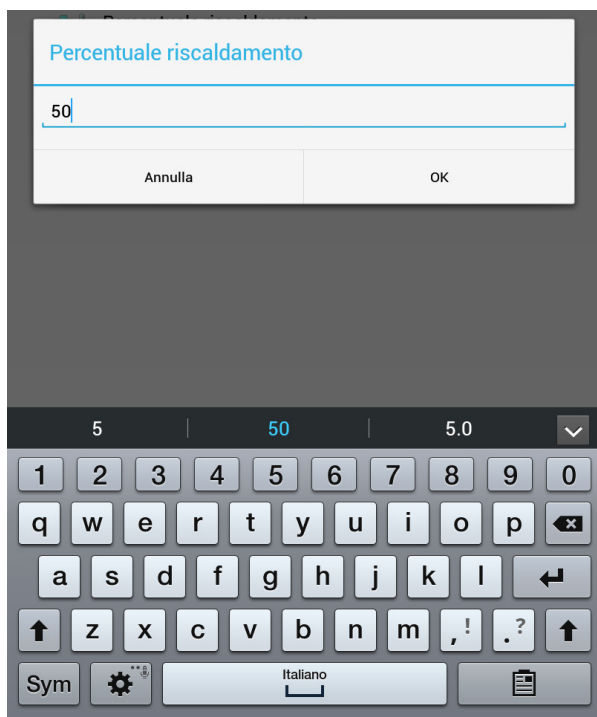 Percentuale riscaldamento
50
Annulla OK
5 50 5.0
1 2 3 4 5 6 7 8 9 0
q w e r t y u i o p
a s d f g h j k l
z x c v b n m ,! .?
Sym Italiano